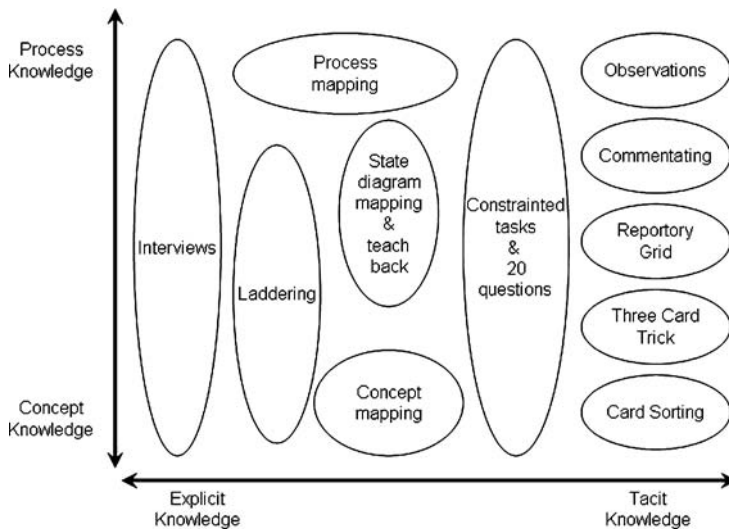 Process
Knowledge
Process
mapping
Observations
State
diagram
mapping
&
teach
back
Commentating
Constrainted
tasks
&
20
questions
Interviews
Laddering
Reportory
Grid
Three Card
Trick
Concept
Knowledge
Concept
mapping
Card Sorting
Explicit
Knowledge
Tacit
Knowledge